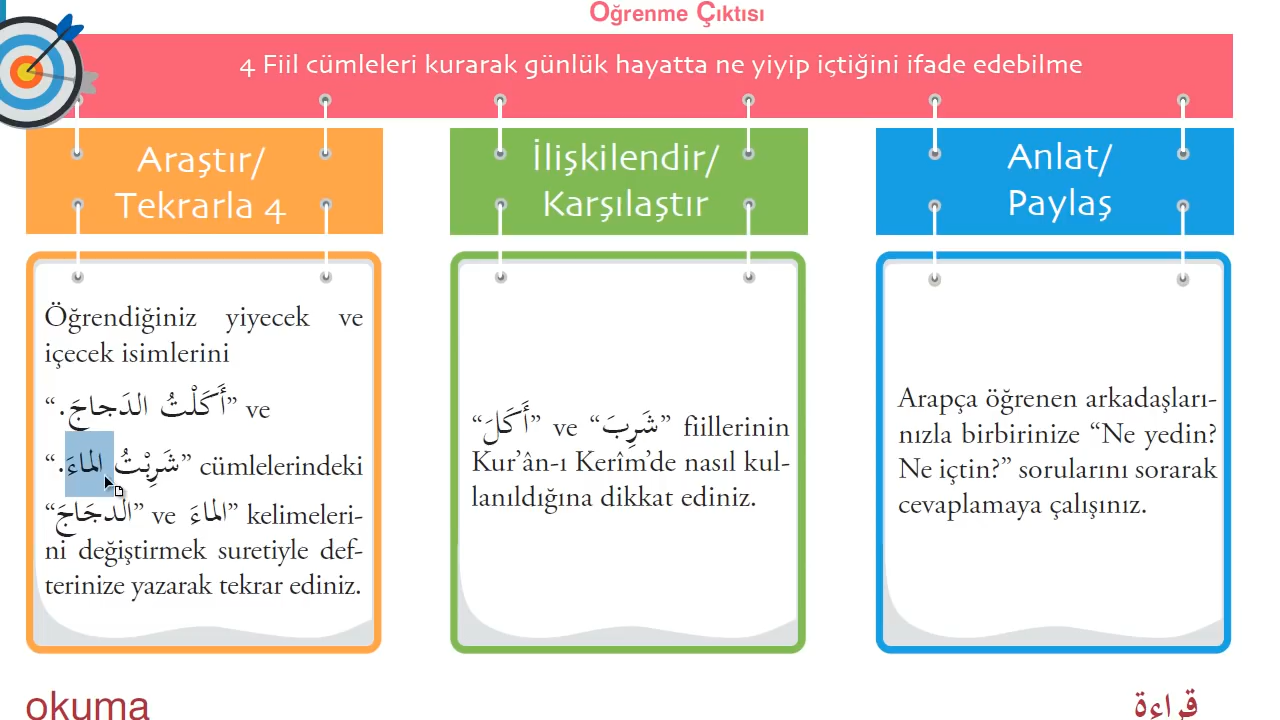 Öğrenme Çıktısı
4 Fiil cümleleri kurarak günlük hayatta ne yiyip içtiğini ifade edebilme
Araştır/
Tekrarla 4
Öğrendiğiniz yiyecek ve
içecek isimlerini
“أَكَلْتُ الدَجاجَ.” ve
“شَرِبْتُ الماءَ.” cümlelerindeki
“الدجَجَاجَ” ve “الماءَ” kelimeleri-
ni değiştirmek suretiyle def-
terinize yazarak tekrar ediniz.
İlişkilendir/
Karşılaştır
“أَكَلَ” ve “شَرِبَ” fiillerinin
Kur’ân-ı Kerîm’de nasıl kul-
lanıldığına dikkat ediniz.
Anlat/
Paylaş
Arapça öğrenen arkadaşları-
nızla birbirinize “Ne yedin?
Ne içtin?” sorularını sorarak
cevaplamaya çalışınız.
okuma
قراءة